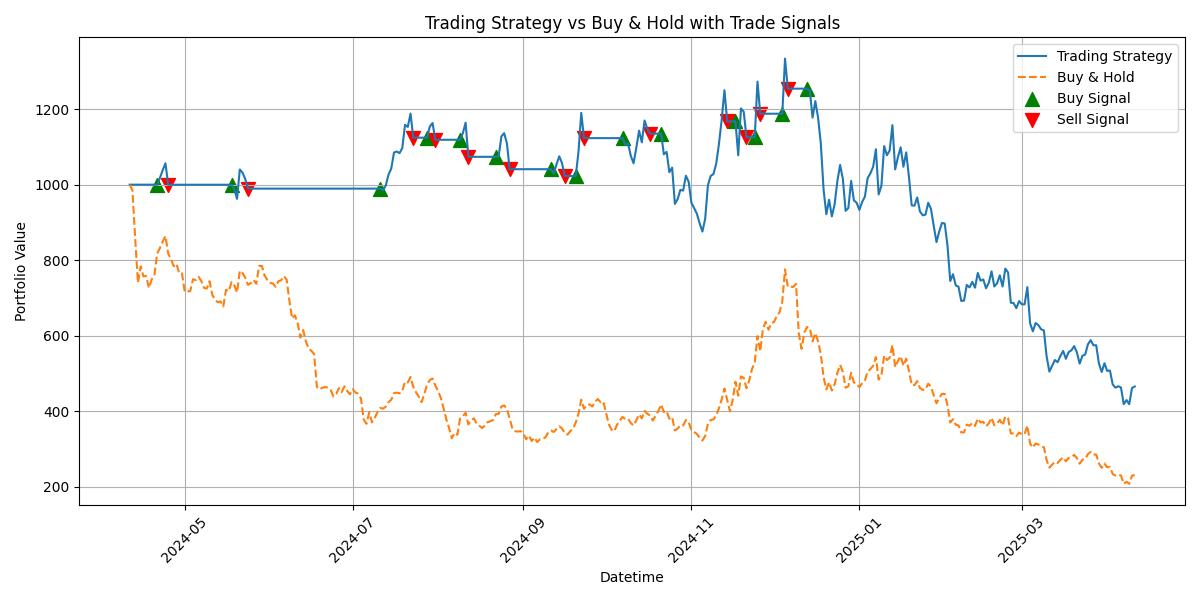 Trading Strategy vs Buy & Hold with Trade Signals
Trading Strategy
Buy & Hold
Buy Signal
Sell Signal
Portfolio Value
1200
1000
800
600
400
200
2024-05
2024-07
2024-09
2024-11
2025-01
2025-03
Datetime